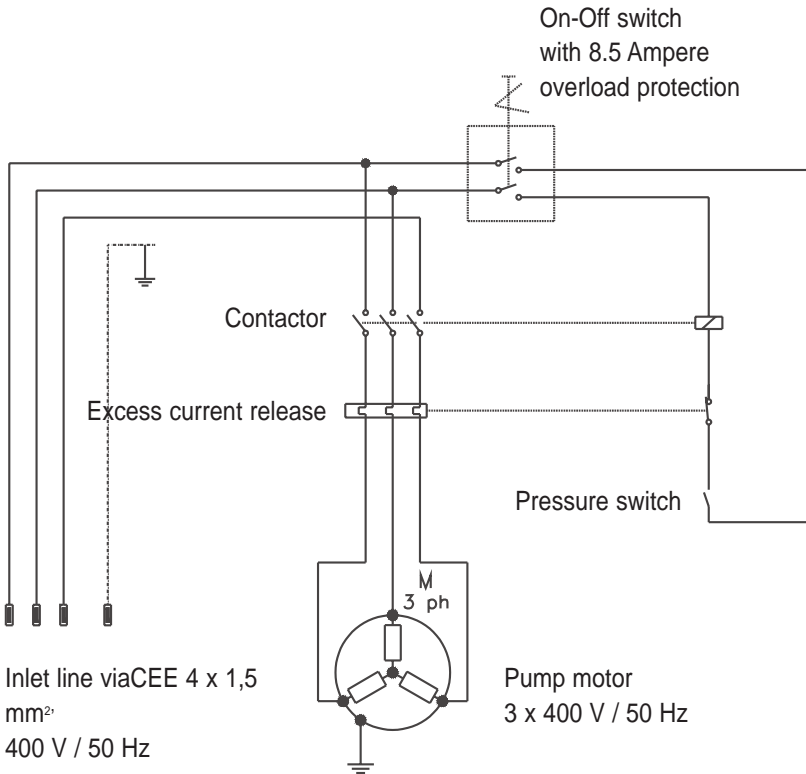 On-Off switch
with 8.5 Ampere
overload protection
Contactor
Excess current release
Pressure switch
M
3 ph
Inlet line viaCEE 4 x 1,5
mm²,
400 V / 50 Hz
Pump motor
3 x 400 V / 50 Hz